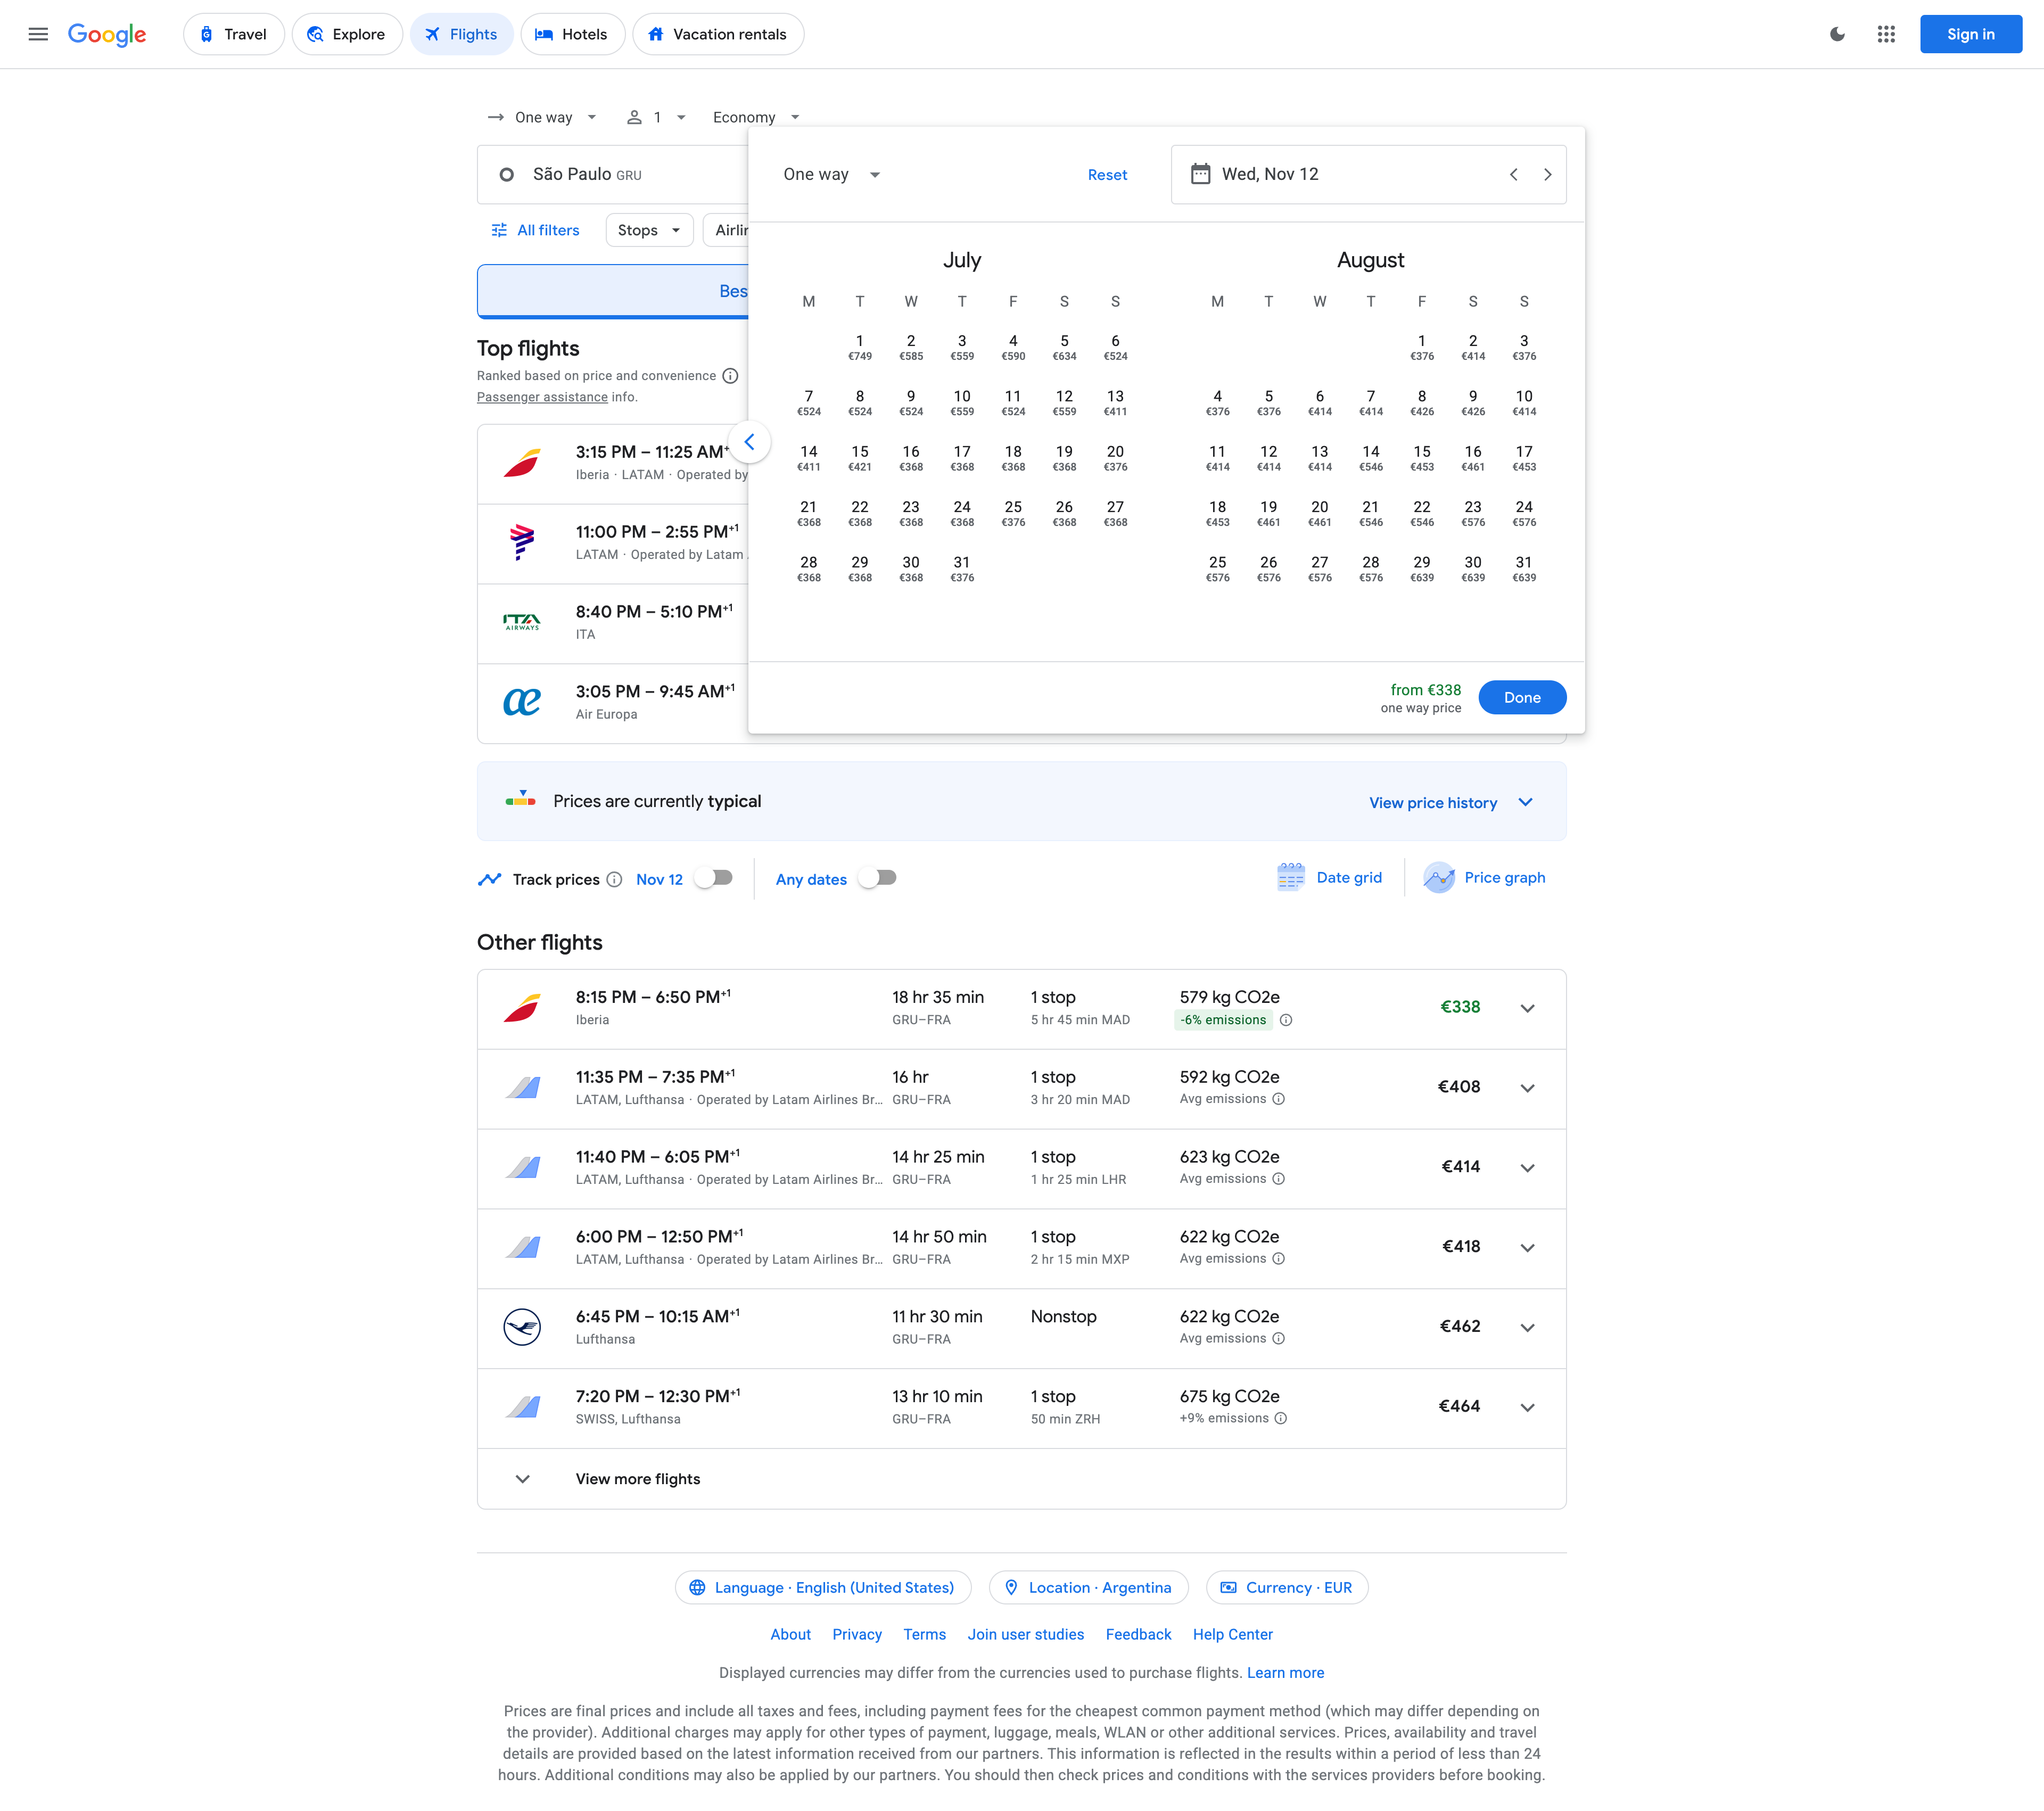 Google
Travel
Explore
Flights
Hotels
Vacation rentals
Sign in
One way
1
Economy
São Paulo GRU
One way
Reset
Wed, Nov 12
All filters
Stops
Airlin
Bes
July
August
M T W T F S S
M T W T F S S
1 2 3 4 5 6
€749 €585 €559 €590 €634 €524
7 8 9 10 11 12 13
€524 €524 €524 €559 €524 €559 €411
14 15 16 17 18 19 20
€411 €421 €368 €368 €368 €368 €376
21 22 23 24 25 26 27
€368 €368 €368 €368 €376 €368 €368
28 29 30 31
€368 €368 €368 €376
1 2 3
€376 €414 €376
4 5 6 7 8 9 10
€376 €376 €414 €414 €426 €426 €414
11 12 13 14 15 16 17
€414 €414 €414 €546 €453 €461 €453
18 19 20 21 22 23 24
€453 €461 €461 €546 €546 €576 €576
25 26 27 28 29 30 31
€576 €576 €576 €576 €639 €639 €639
from €338
one way price
Done
Top flights
Ranked based on price and convenience
Passenger assistance info.
3:15 PM – 11:25 AM+
Iberia · LATAM · Operated by
11:00 PM – 2:55 PM+1
LATAM · Operated by Latam
ITA AIRWAYS
8:40 PM – 5:10 PM+1
ITA
3:05 PM – 9:45 AM+1
Air Europa
Prices are currently typical
View price history
Track prices
Nov 12
Any dates
Date grid
Price graph
Other flights
8:15 PM – 6:50 PM+1 18 hr 35 min 1 stop 579 kg CO2e €338
Iberia GRU–FRA 5 hr 45 min MAD -6% emissions
11:35 PM – 7:35 PM+1 16 hr 1 stop 592 kg CO2e €408
LATAM, Lufthansa · Operated by Latam Airlines Br... GRU–FRA 3 hr 20 min MAD Avg emissions
11:40 PM – 6:05 PM+1 14 hr 25 min 1 stop 623 kg CO2e €414
LATAM, Lufthansa · Operated by Latam Airlines Br... GRU–FRA 1 hr 25 min LHR Avg emissions
6:00 PM – 12:50 PM+1 14 hr 50 min 1 stop 622 kg CO2e €418
LATAM, Lufthansa · Operated by Latam Airlines Br... GRU–FRA 2 hr 15 min MXP Avg emissions
6:45 PM – 10:15 AM+1 11 hr 30 min Nonstop 622 kg CO2e €462
Lufthansa GRU–FRA Avg emissions
7:20 PM – 12:30 PM+1 13 hr 10 min 1 stop 675 kg CO2e €464
SWISS, Lufthansa GRU–FRA 50 min ZRH +9% emissions
View more flights
Language · English (United States)
Location · Argentina
Currency · EUR
About Privacy Terms Join user studies Feedback Help Center
Displayed currencies may differ from the currencies used to purchase flights. Learn more
Prices are final prices and include all taxes and fees, including payment fees for the cheapest common payment method (which may differ depending on
the provider). Additional charges may apply for other types of payment, luggage, meals, WLAN or other additional services. Prices, availability and travel
details are provided based on the latest information received from our partners. This information is reflected in the results within a period of less than 24
hours. Additional conditions may also be applied by our partners. You should then check prices and conditions with the services providers before booking.